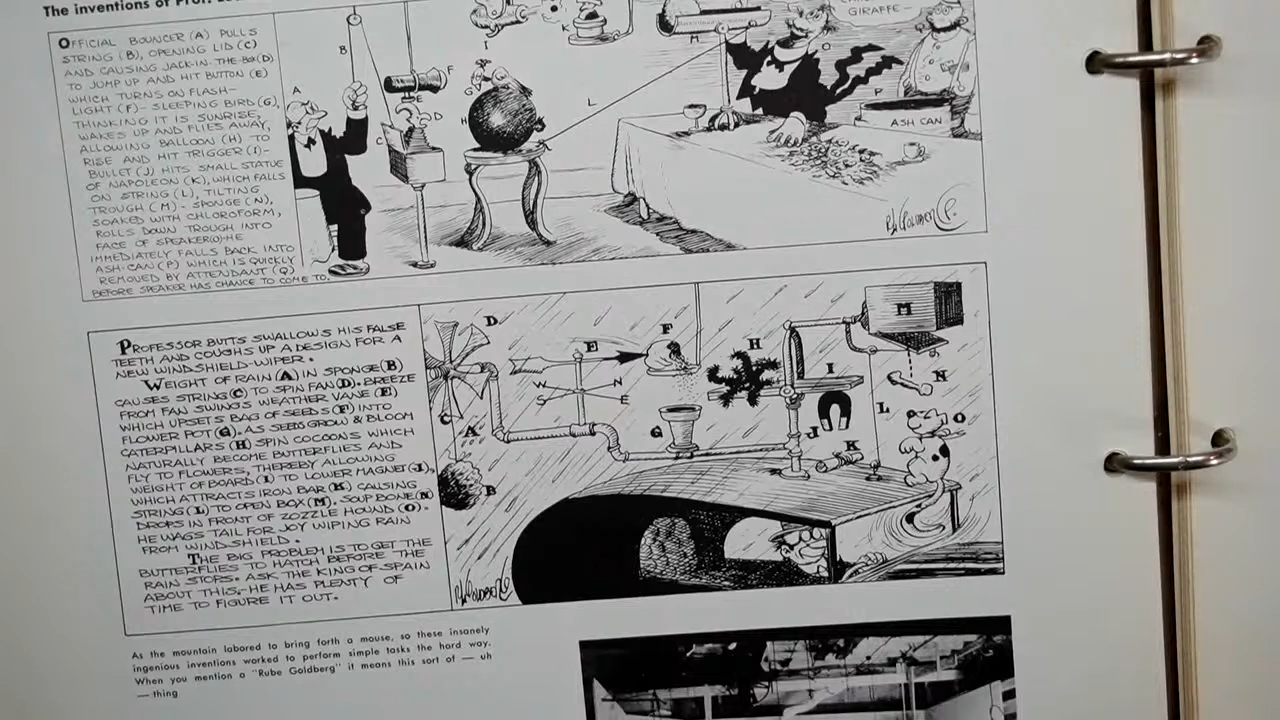 The inventions of Prof.
OFFICIAL BOUNCER (A) PULLS
STRING (B), OPENING LID (C)
AND CAUSING JACK-IN-THE-BOX (D)
TO JUMP UP AND HIT BUTTON (E)
WHICH TURNS ON FLASH-
LIGHT (F)- SLEEPING BIRD (G),
THINKING IT IS SUNRISE,
WAKES UP AND FLIES AWAY,
ALLOWING BALLOON (H) TO
RISE AND HIT TRIGGER (I)-
BULLET (J) HITS SMALL STATUE
OF NAPOLEON (K), WHICH FALLS
ON STRING (L), TILTING
TROUGH (M)- SPONGE (N),
SOAKED WITH CHLOROFORM,
ROLLS DOWN TROUGH INTO
FACE OF SPEAKER (O)-HE
IMMEDIATELY FALLS BACK INTO
ASH-CAN (P) WHICH IS QUICKLY
REMOVED BY ATTENDANT (Q)
BEFORE SPEAKER HAS CHANCE TO COME TO.
A
B
C
D
E
F
G
H
I
K
L
M
O
GIRAFFE—
P
ASH CAN
PROFESSOR BUTTS SWALLOWS HIS FALSE
TEETH AND COUGHS UP A DESIGN FOR A
NEW WINDSHIELD-WIPER.
WEIGHT OF RAIN (A) IN SPONGE (B)
CAUSES STRING (C) TO SPIN FAN (D). BREEZE
FROM FAN SWINGS WEATHER VANE (E)
WHICH UPSETS BAG OF SEEDS (F) INTO
FLOWER POT (G). AS SEEDS GROW & BLOOM
CATERPILLARS (H) SPIN COCOONS WHICH
NATURALLY BECOME BUTTERFLIES AND
FLY TO FLOWERS, THEREBY ALLOWING
WEIGHT OF BOARD (I) TO LOWER MAGNET (J),
WHICH ATTRACTS IRON BAR (K) CAUSING
STRING (L) TO OPEN BOX (M). SOUP BONE (N)
DROPS IN FRONT OF ZOZZLE HOUND (O).
HE WAGS TAIL FOR JOY WIPING RAIN
FROM WIND-SHIELD.
THE BIG PROBLEM IS TO GET THE
BUTTERFLIES TO HATCH BEFORE THE
RAIN STOPS. ASK THE KING OF SPAIN
ABOUT THIS.-HE HAS PLENTY OF
TIME TO FIGURE IT OUT.
D
E
F
H
M
I
N
W
N
S
E
C
A
G
J
K
L
O
B
RUBE GOLDBERG
As the mountain labored to bring forth a mouse, so these insanely
ingenious inventions worked to perform simple tasks the hard way.
When you mention a "Rube Goldberg" it means this sort of — uh
— thing